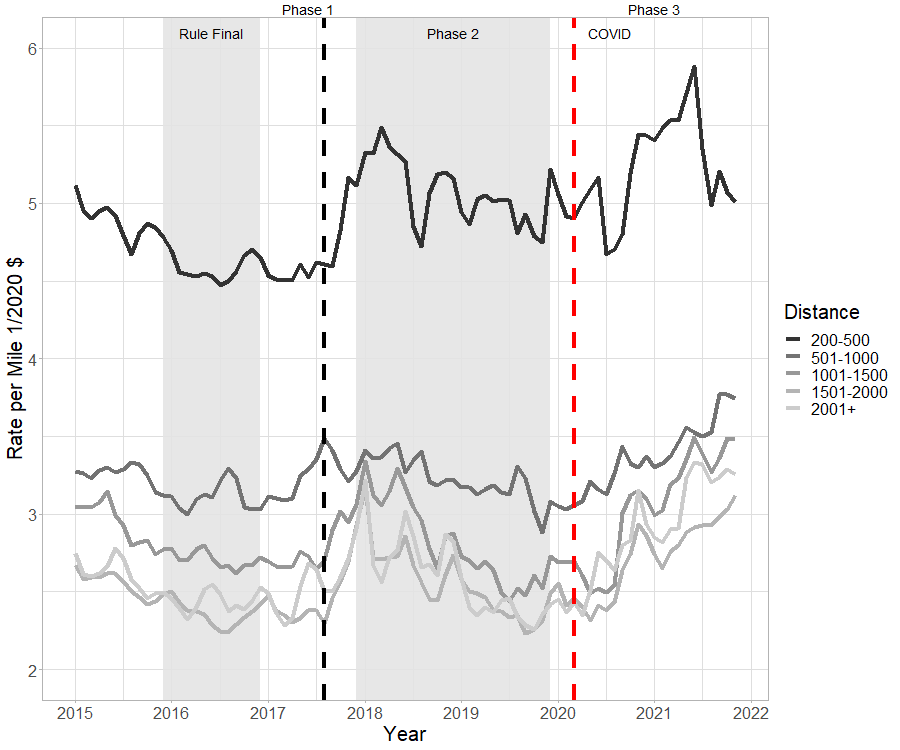 Phase 1
Phase 3
Rule Final
Phase 2
COVID
6
5
4
3
2
Rate per Mile 1/2020 $
2015
2016
2017
2018
2019
2020
2021
2022
Year
Distance
200-500
501-1000
1001-1500
1501-2000
2001+